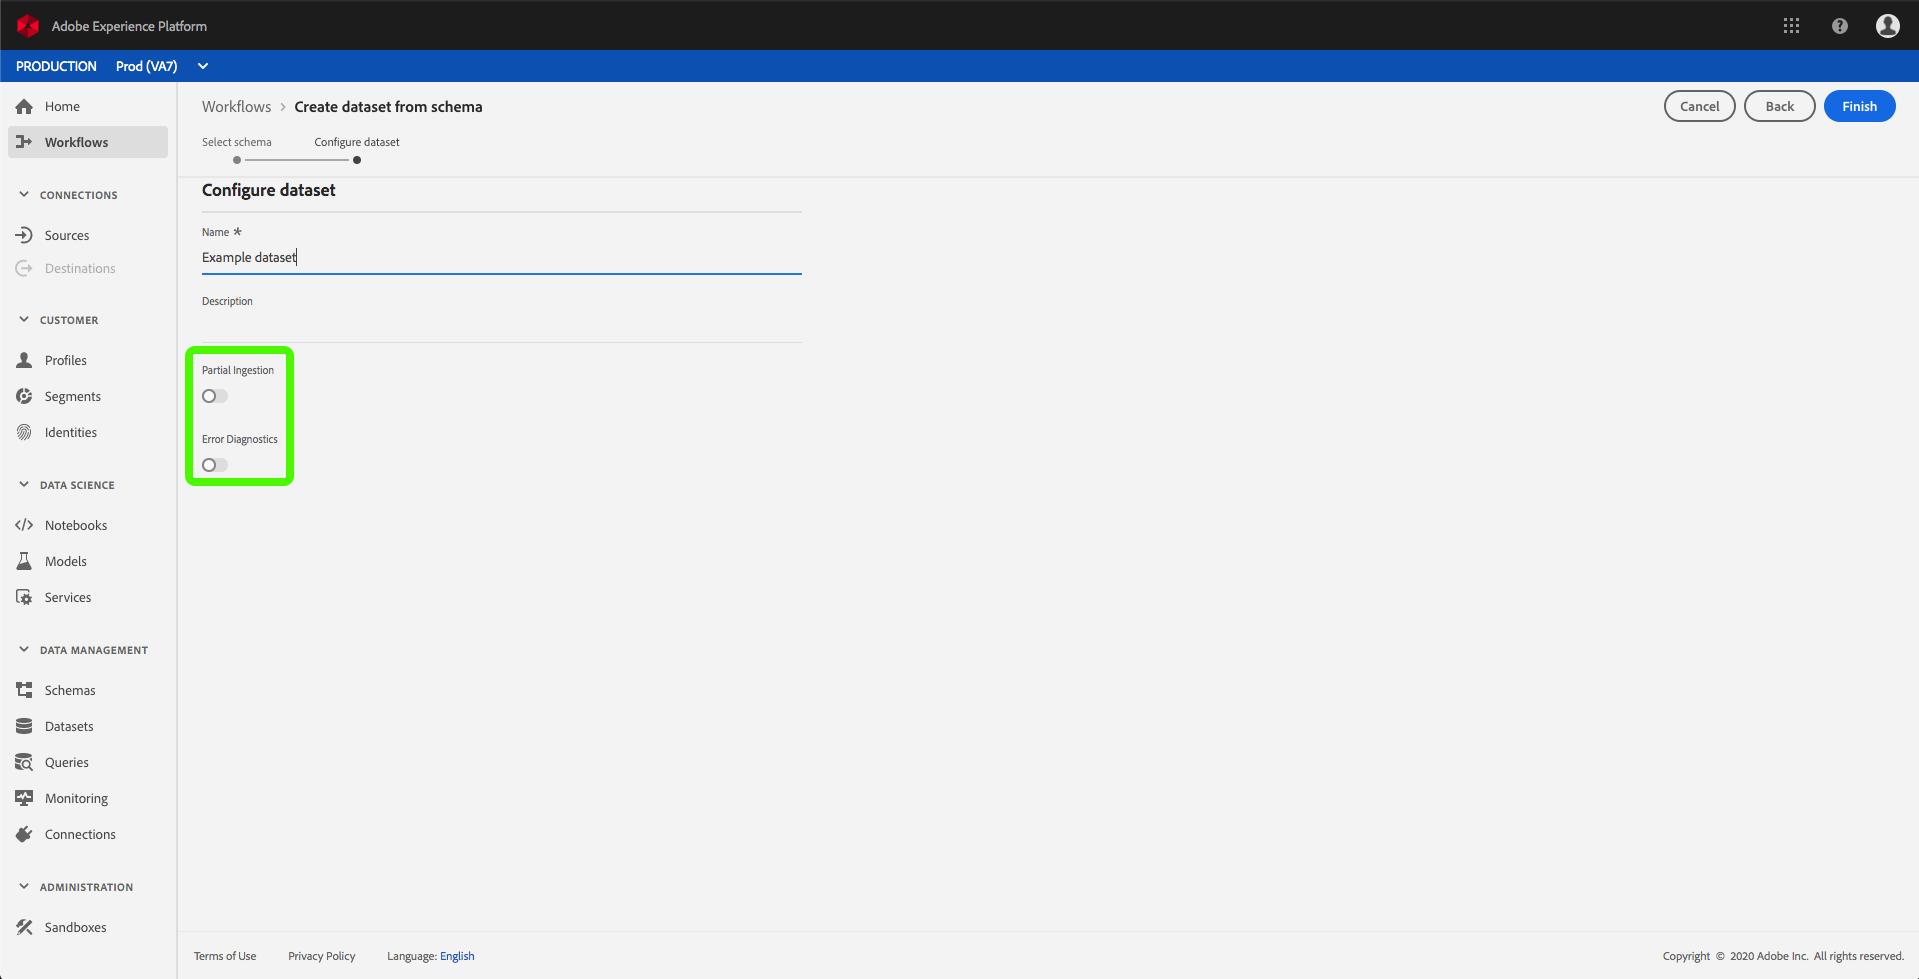 Adobe Experience Platform
PRODUCTION Prod (VA7)
Home
Workflows
CONNECTIONS
Sources
Destinations
CUSTOMER
Profiles
Segments
Identities
DATA SCIENCE
Notebooks
Models
Services
DATA MANAGEMENT
Schemas
Datasets
Queries
Monitoring
Connections
ADMINISTRATION
Sandboxes
Workflows > Create dataset from schema
Cancel Back Finish
Select schema Configure dataset
Configure dataset
Name *
Example dataset
Description
Partial Ingestion
Error Diagnostics
Terms of Use Privacy Policy Language: English Copyright © 2020 Adobe Inc. All rights reserved.